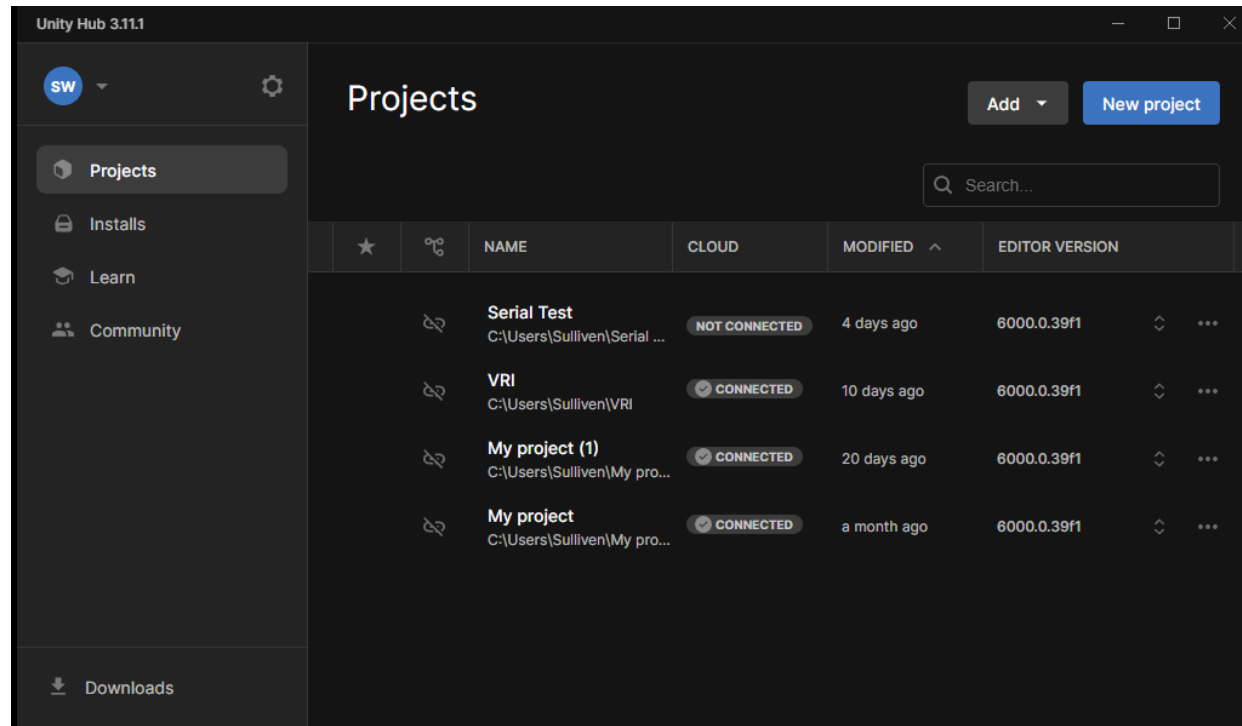 Unity Hub 3.11.1
SW
Projects
Add
New project
Projects
Installs
Learn
Community
Search...
NAME CLOUD MODIFIED EDITOR VERSION
Serial Test
C:\Users\Sulliven\Serial ...
NOT CONNECTED 4 days ago 6000.0.39f1
VRI
C:\Users\Sulliven\VRI
CONNECTED 10 days ago 6000.0.39f1
My project (1)
C:\Users\Sulliven\My pro...
CONNECTED 20 days ago 6000.0.39f1
My project
C:\Users\Sulliven\My pro...
CONNECTED a month ago 6000.0.39f1
Downloads